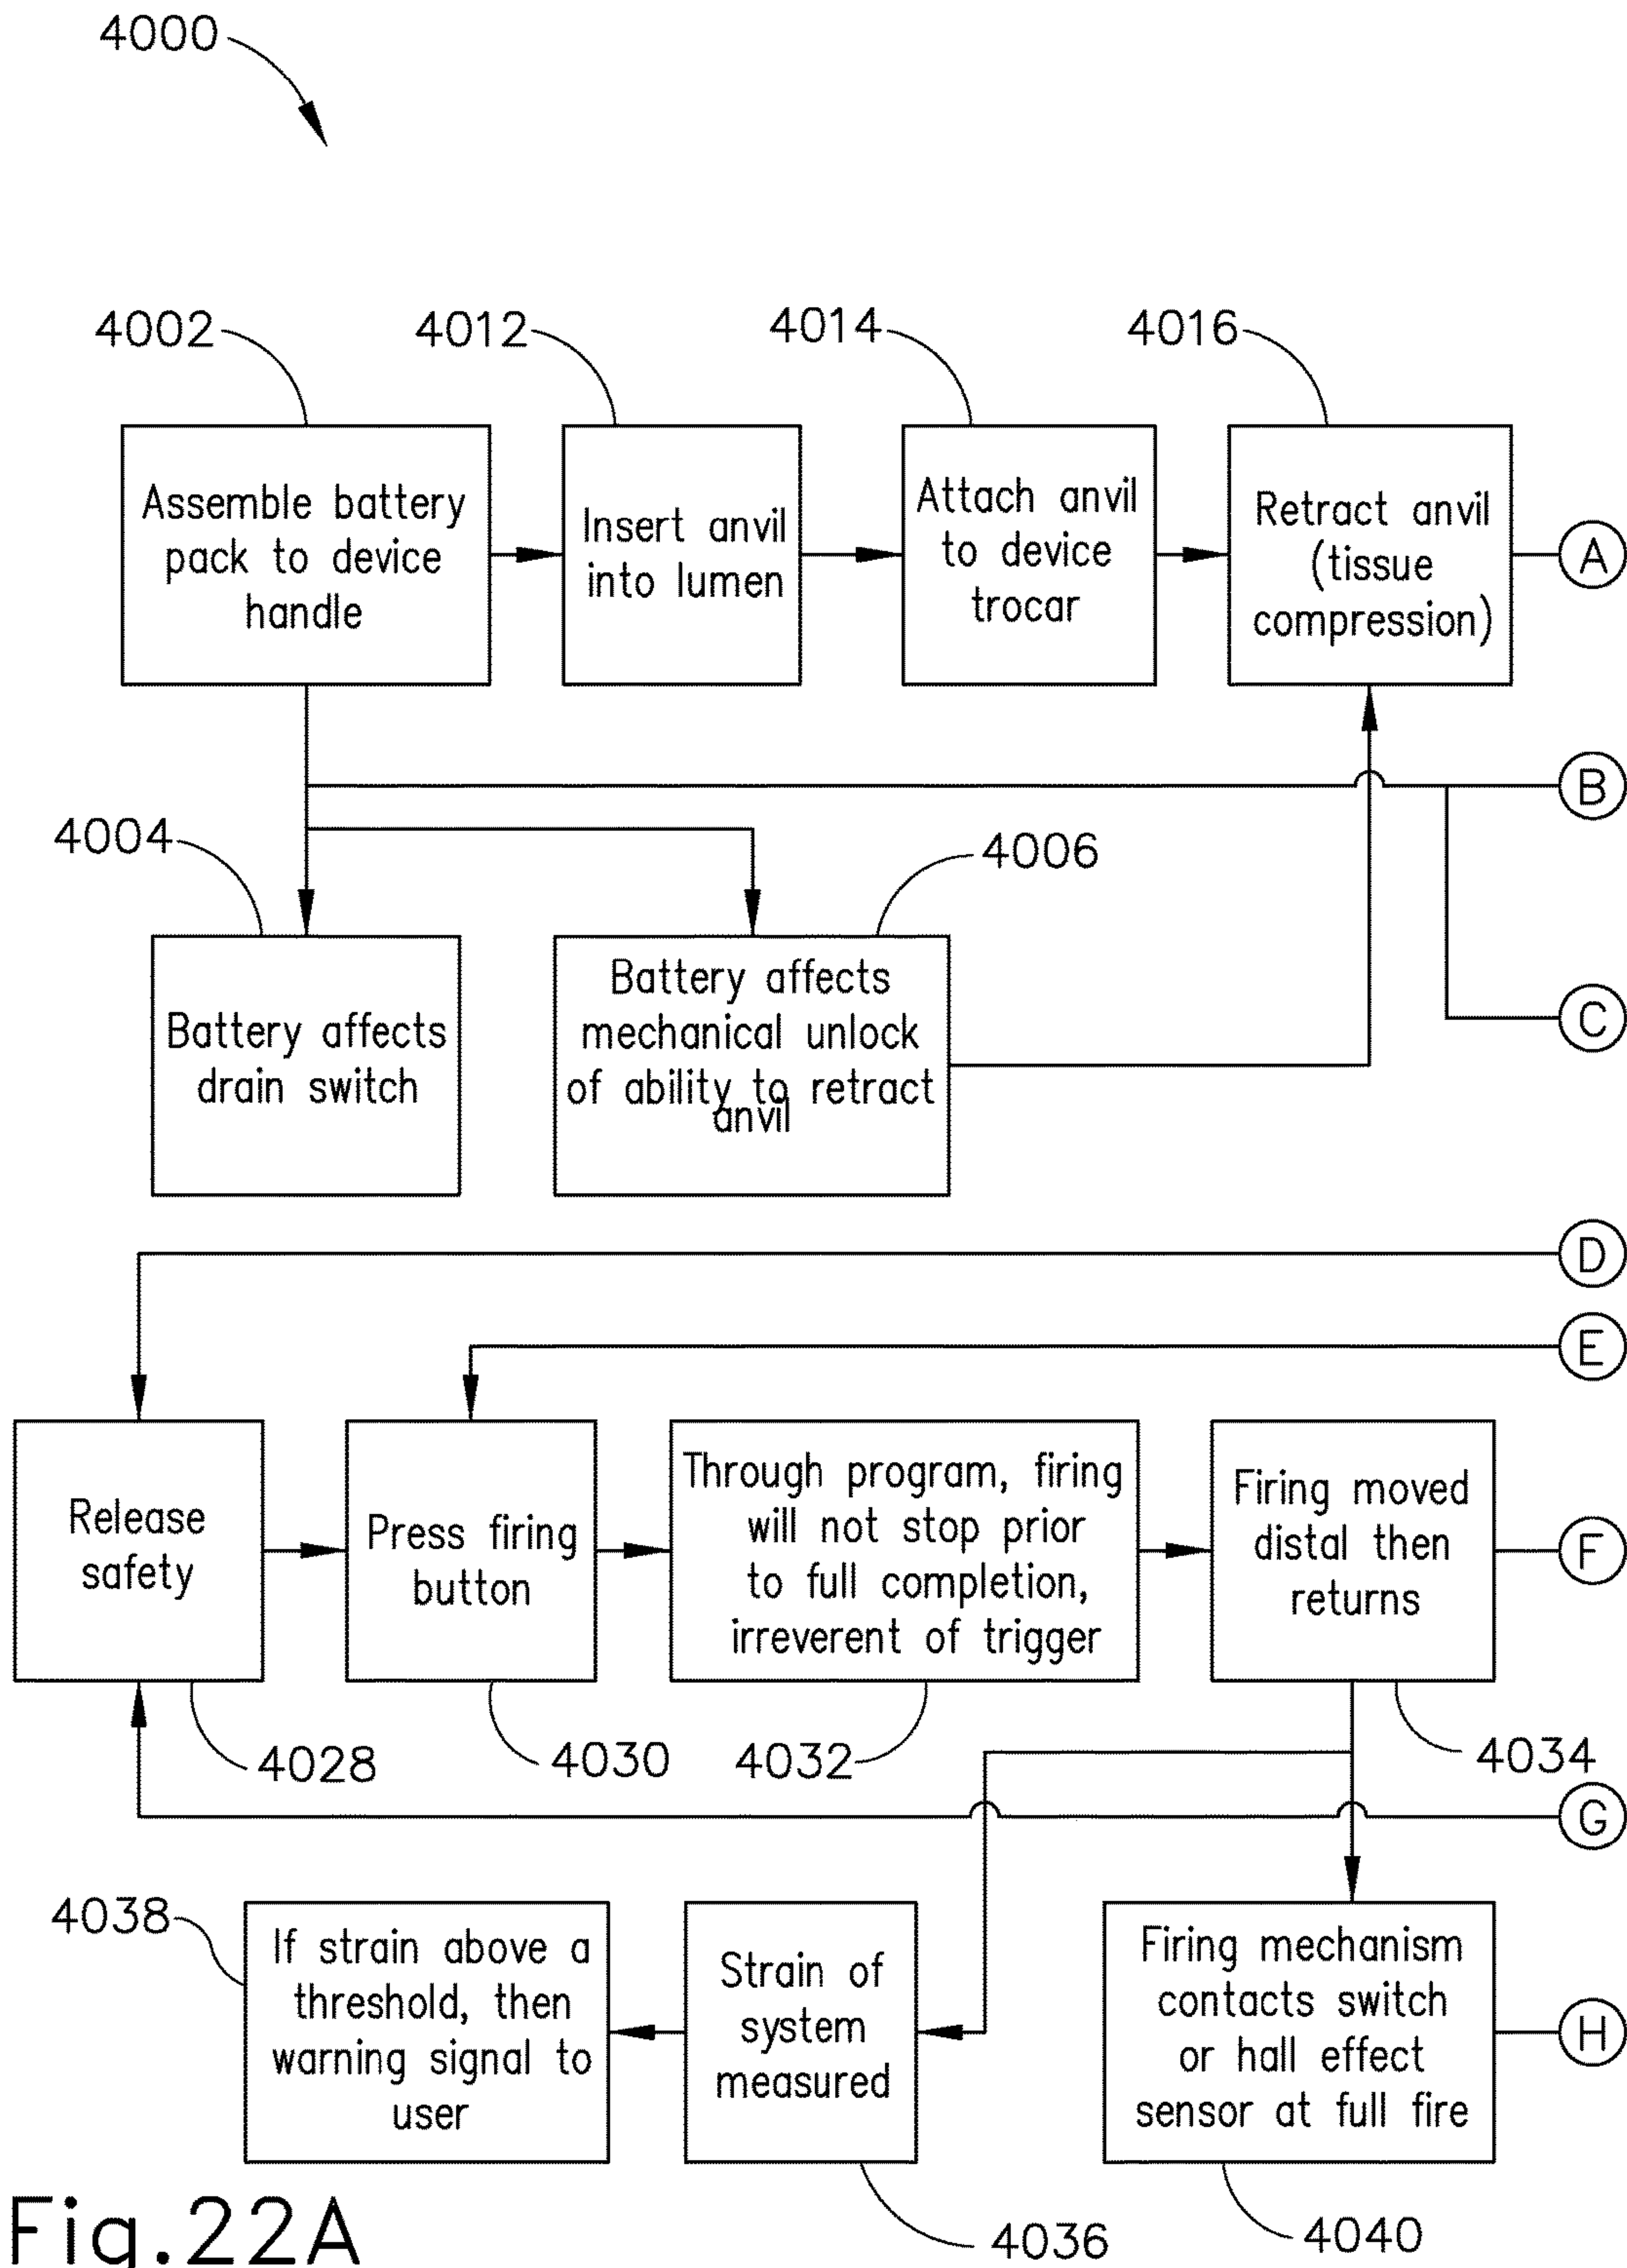 4000
4002
4012
4014
4016
Assemble battery
pack to device
handle
Insert anvil
into lumen
Attach anvil
to device
trocar
Retract anvil
(tissue
compression)
A
B
4004
4006
Battery affects
drain switch
Battery affects
mechanical unlock
of ability to retract
anvil
C
D
E
Release
safety
Press firing
button
Through program, firing
will not stop prior
to full completion,
irreverent of trigger
Firing moved
distal then
returns
F
4028
4030
4032
4034
G
4038
If strain above a
threshold, then
warning signal to
user
Strain of
system
measured
Firing mechanism
contacts switch
or hall effect
sensor at full fire
H
4036
4040
Fig.22A